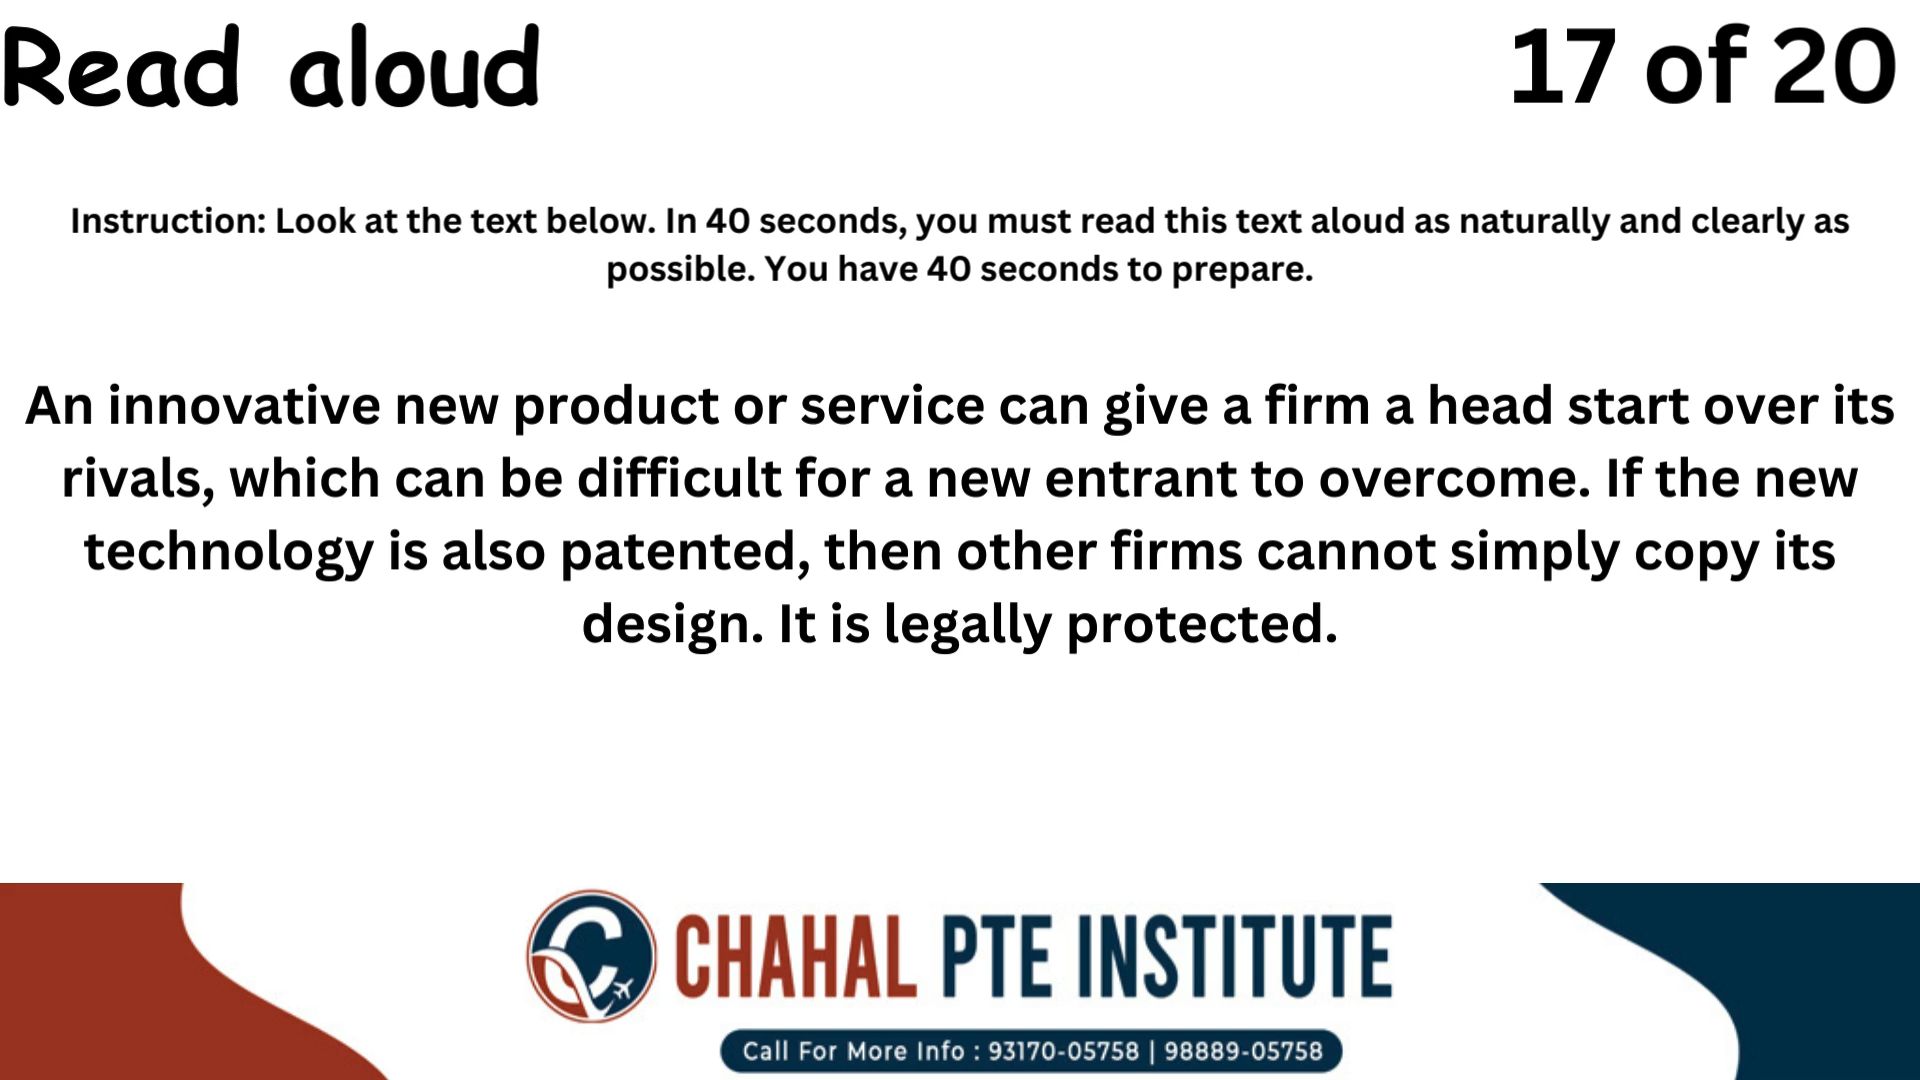 Read aloud
17 of 20
Instruction: Look at the text below. In 40 seconds, you must read this text aloud as naturally and clearly as
possible. You have 40 seconds to prepare.
An innovative new product or service can give a firm a head start over its
rivals, which can be difficult for a new entrant to overcome. If the new
technology is also patented, then other firms cannot simply copy its
design. It is legally protected.
CHAHAL PTE INSTITUTE
Call For More Info : 93170-05758 | 98889-05758